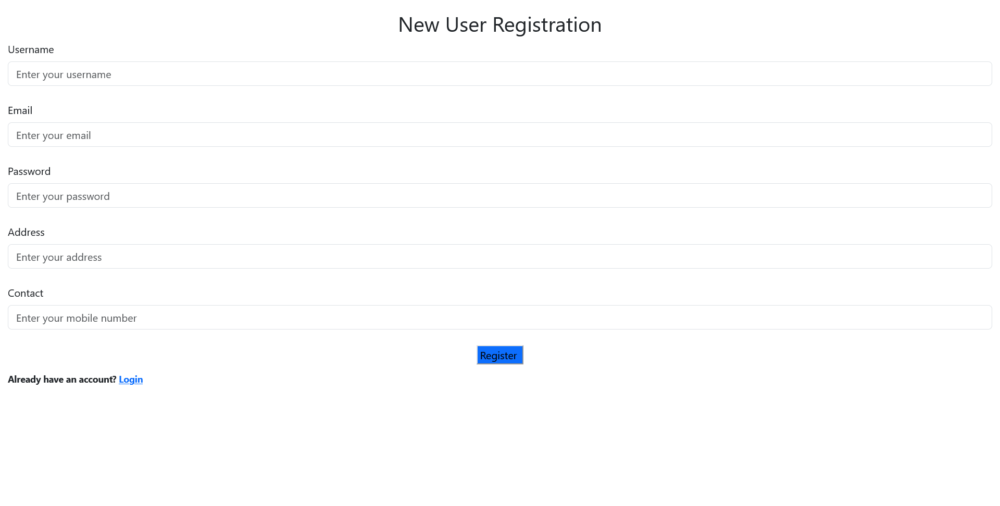 New User Registration
Username
Enter your username
Email
Enter your email
Password
Enter your password
Address
Enter your address
Contact
Enter your mobile number
Register
Already have an account? Login